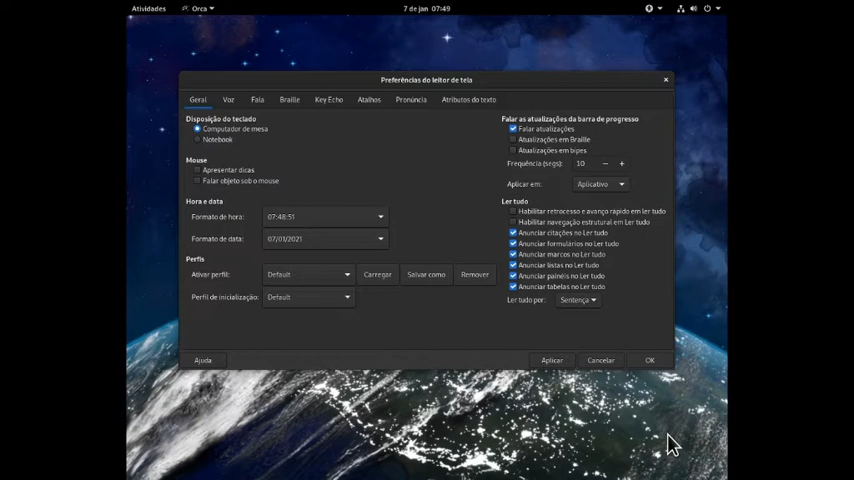 Atividades
Orca
7 de jan 07:49
Preferências do leitor de tela
Geral Voz Fala Braille Key Echo Atalhos Pronúncia Atributos do texto
Disposição do teclado
Computador de mesa
Notebook
Mouse
Apresentar dicas
Falar objeto sob o mouse
Hora e data
Formato de hora: 07:48:51
Formato de data: 07/01/2021
Perfis
Ativar perfil: Default Carregar Salvar como Remover
Perfil de inicialização: Default
Falar as atualizações da barra de progresso
Falar atualizações
Atualizações em Braille
Atualizações em bipes
Frequência (segs): 10 − +
Aplicar em: Aplicativo
Ler tudo
Habilitar retrocesso e avanço rápido em ler tudo
Habilitar navegação estrutural em Ler tudo
Anunciar citações no Ler tudo
Anunciar formulários no Ler tudo
Anunciar marcos no Ler tudo
Anunciar listas no Ler tudo
Anunciar painéis no Ler tudo
Anunciar tabelas no Ler tudo
Ler tudo por: Sentença
Ajuda Aplicar Cancelar OK